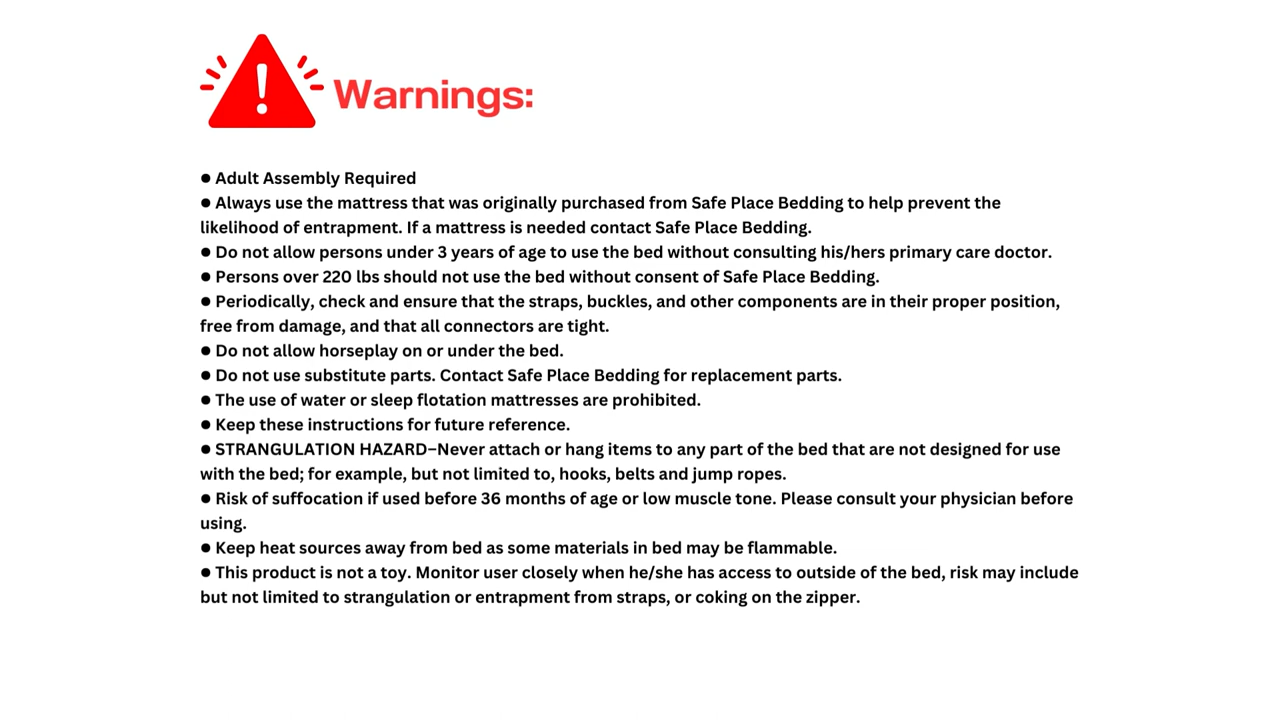 Warnings:
● Adult Assembly Required
● Always use the mattress that was originally purchased from Safe Place Bedding to help prevent the
likelihood of entrapment. If a mattress is needed contact Safe Place Bedding.
● Do not allow persons under 3 years of age to use the bed without consulting his/hers primary care doctor.
● Persons over 220 lbs should not use the bed without consent of Safe Place Bedding.
● Periodically, check and ensure that the straps, buckles, and other components are in their proper position,
free from damage, and that all connectors are tight.
● Do not allow horseplay on or under the bed.
● Do not use substitute parts. Contact Safe Place Bedding for replacement parts.
● The use of water or sleep flotation mattresses are prohibited.
● Keep these instructions for future reference.
● STRANGULATION HAZARD–Never attach or hang items to any part of the bed that are not designed for use
with the bed; for example, but not limited to, hooks, belts and jump ropes.
● Risk of suffocation if used before 36 months of age or low muscle tone. Please consult your physician before
using.
● Keep heat sources away from bed as some materials in bed may be flammable.
● This product is not a toy. Monitor user closely when he/she has access to outside of the bed, risk may include
but not limited to strangulation or entrapment from straps, or coking on the zipper.